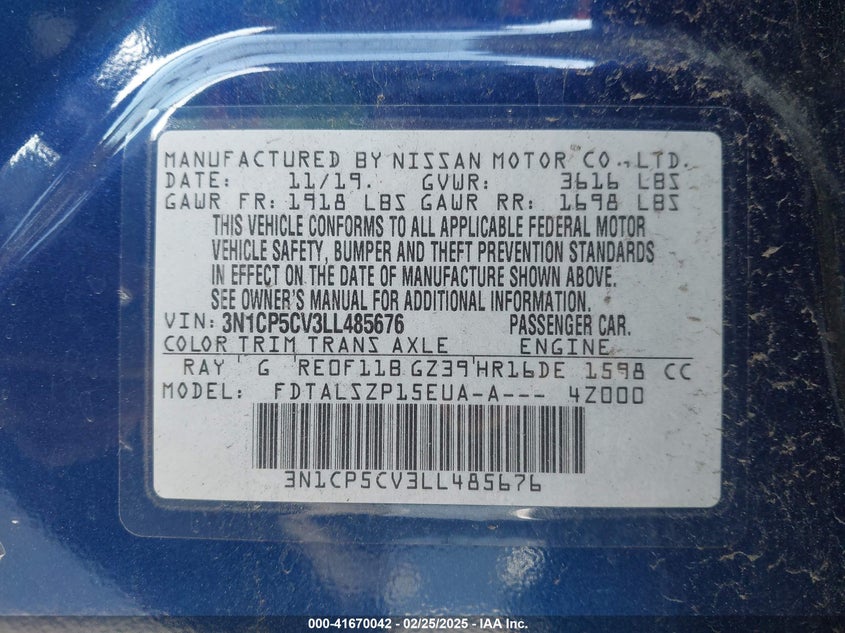 MANUFACTURED BY NISSAN MOTOR CO.,LTD.
DATE: 11/19. GVWR: 3616 LBS
GAWR FR: 1918 LBS GAWR RR: 1698 LBS
THIS VEHICLE CONFORMS TO ALL APPLICABLE FEDERAL MOTOR
VEHICLE SAFETY, BUMPER AND THEFT PREVENTION STANDARDS
IN EFFECT ON THE DATE OF MANUFACTURE SHOWN ABOVE.
SEE OWNER'S MANUAL FOR ADDITIONAL INFORMATION.
VIN: 3N1CP5CV3LL485676 PASSENGER CAR.
COLOR TRIM TRANS AXLE ENGINE
RAY G RE0F11B GZ39 HR16DE 1598 CC
MODEL: FDTALSZP15EUA-A--- 4Z000
3N1CP5CV3LL485676
000-41670042 - 02/25/2025 - IAA Inc.